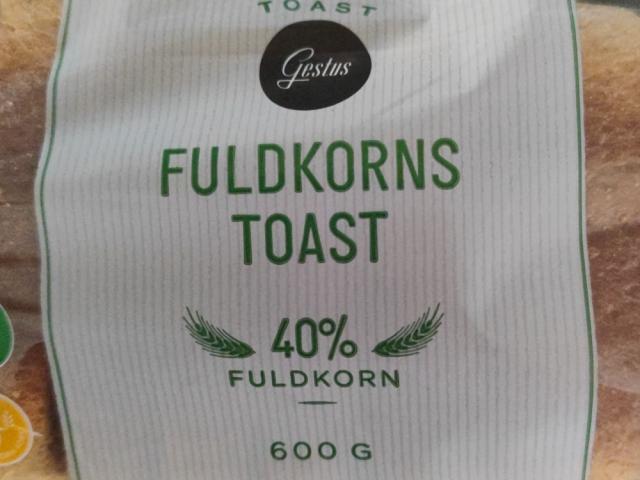 TOAST
Gestus
FULDKORNS
TOAST
40%
FULDKORN
600 G